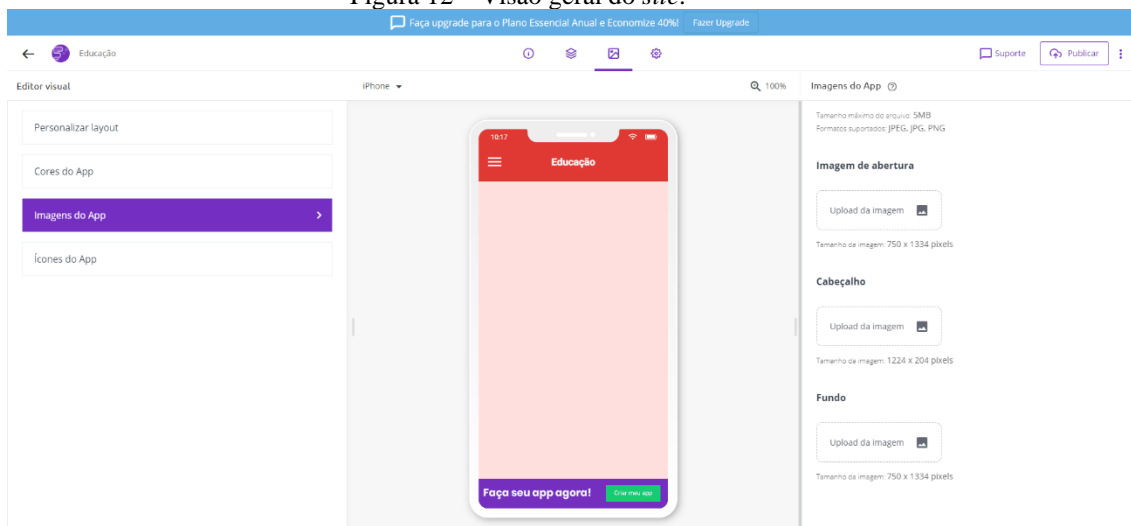 Figura 12 – Visão geral do site.
Faça upgrade para o Plano Essencial Anual e Economize 40%! Fazer Upgrade
Educação
Suporte
Publicar
Editor visual
iPhone
100%
Imagens do App
Personalizar layout
Cores do App
Imagens do App
Ícones do App
10:17
Educação
Faça seu app agora! Criar meu app
Tamanho máximo do arquivo: 5MB
Formatos suportados: JPEG, JPG, PNG
Imagem de abertura
Upload da imagem
Tamanho da imagem: 750 x 1334 pixels
Cabeçalho
Upload da imagem
Tamanho da imagem: 1224 x 204 pixels
Fundo
Upload da imagem
Tamanho da imagem: 750 x 1334 pixels